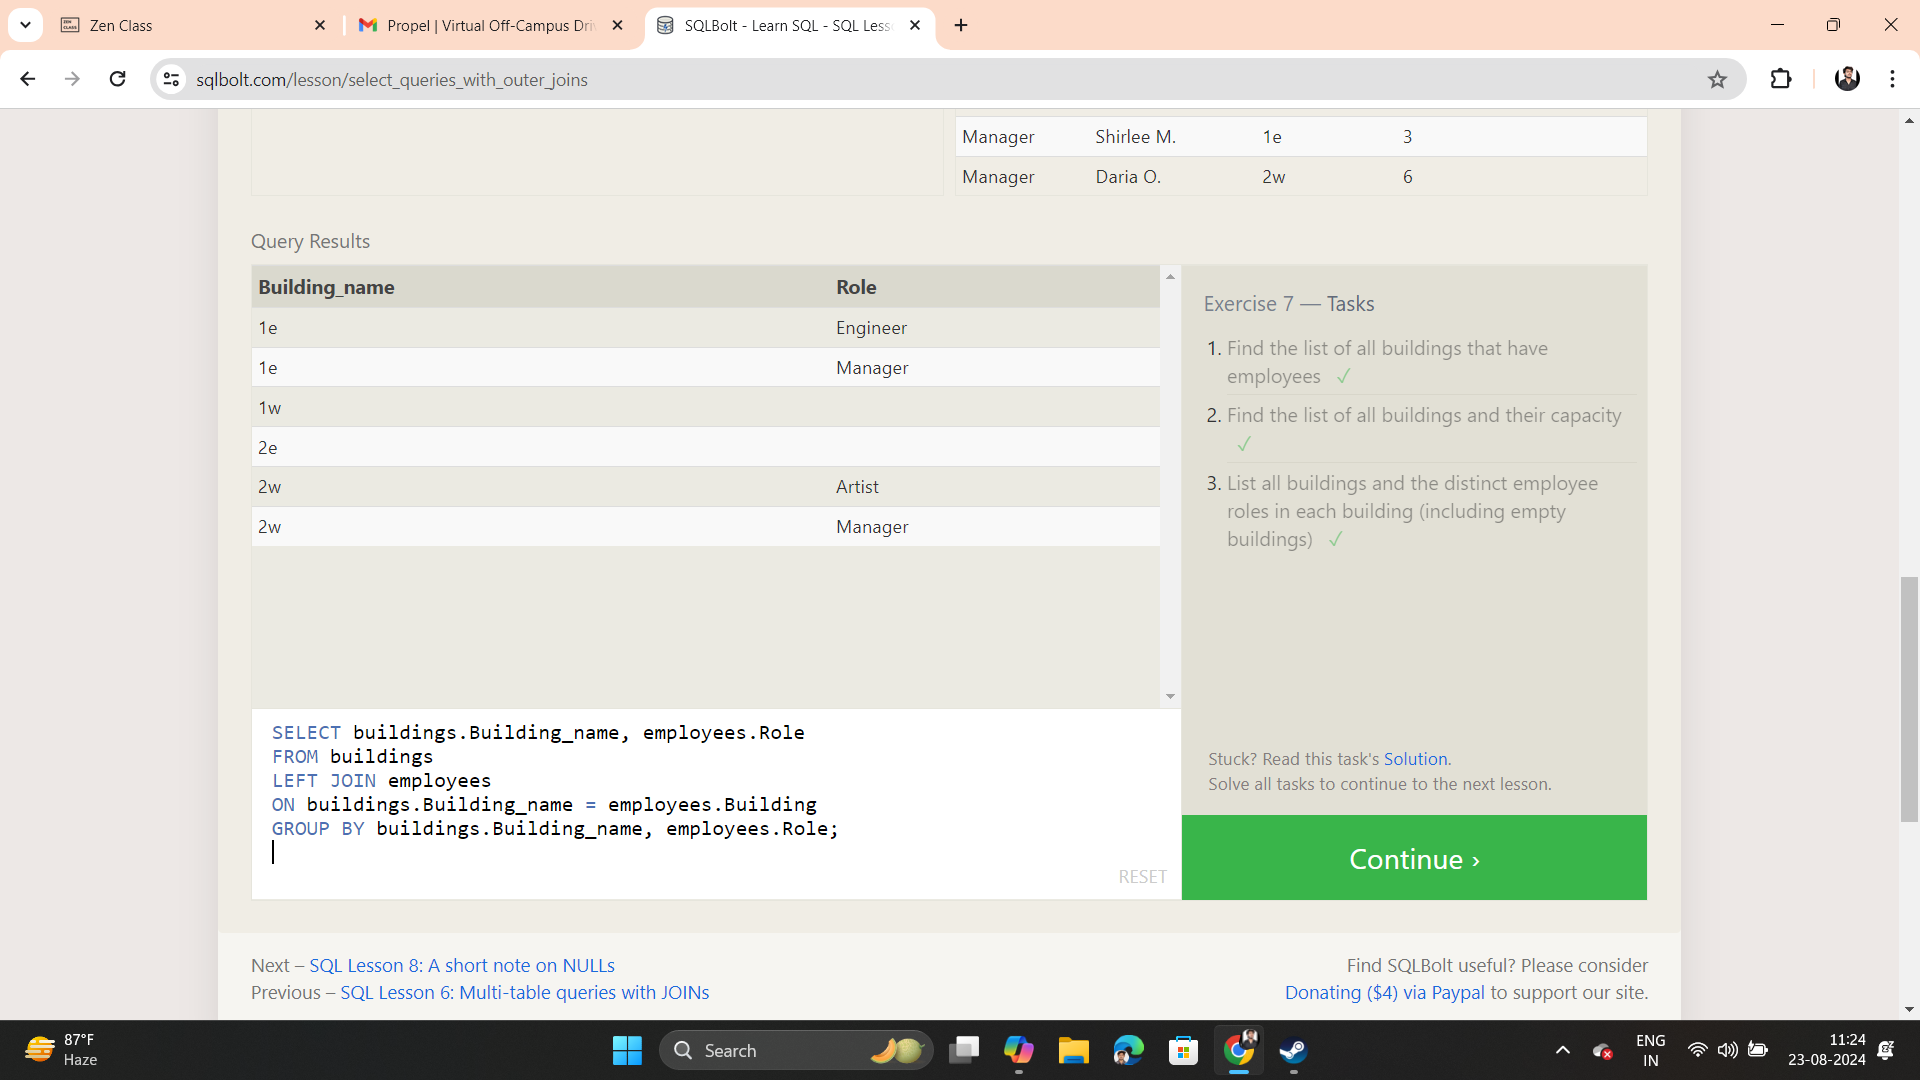 Zen Class
Propel | Virtual Off-Campus Dri
SQLBolt - Learn SQL - SQL Less
sqlbolt.com/lesson/select_queries_with_outer_joins
Manager Shirlee M. 1e 3
Manager Daria O. 2w 6
Query Results
Building_name Role
1e Engineer
1e Manager
1w
2e
2w Artist
2w Manager
Exercise 7 — Tasks
1. Find the list of all buildings that have
employees ✓
2. Find the list of all buildings and their capacity
✓
3. List all buildings and the distinct employee
roles in each building (including empty
buildings) ✓
Stuck? Read this task's Solution.
Solve all tasks to continue to the next lesson.
SELECT buildings.Building_name, employees.Role
FROM buildings
LEFT JOIN employees
ON buildings.Building_name = employees.Building
GROUP BY buildings.Building_name, employees.Role;
RESET
Continue ›
Next – SQL Lesson 8: A short note on NULLs
Previous – SQL Lesson 6: Multi-table queries with JOINs
Find SQLBolt useful? Please consider
Donating ($4) via Paypal to support our site.
87°F
Haze
Search
ENG
IN
11:24
23-08-2024